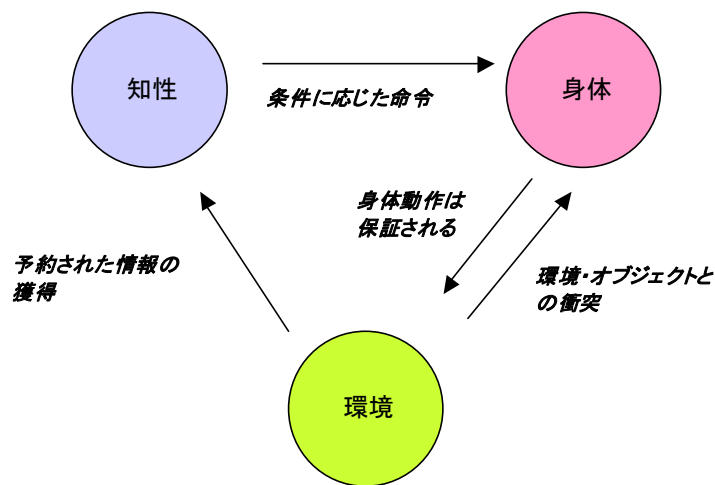 知性
身体
条件に応じた命令
身体動作は
保証される
予約された情報の
獲得
環境・オブジェクトと
の衝突
環境